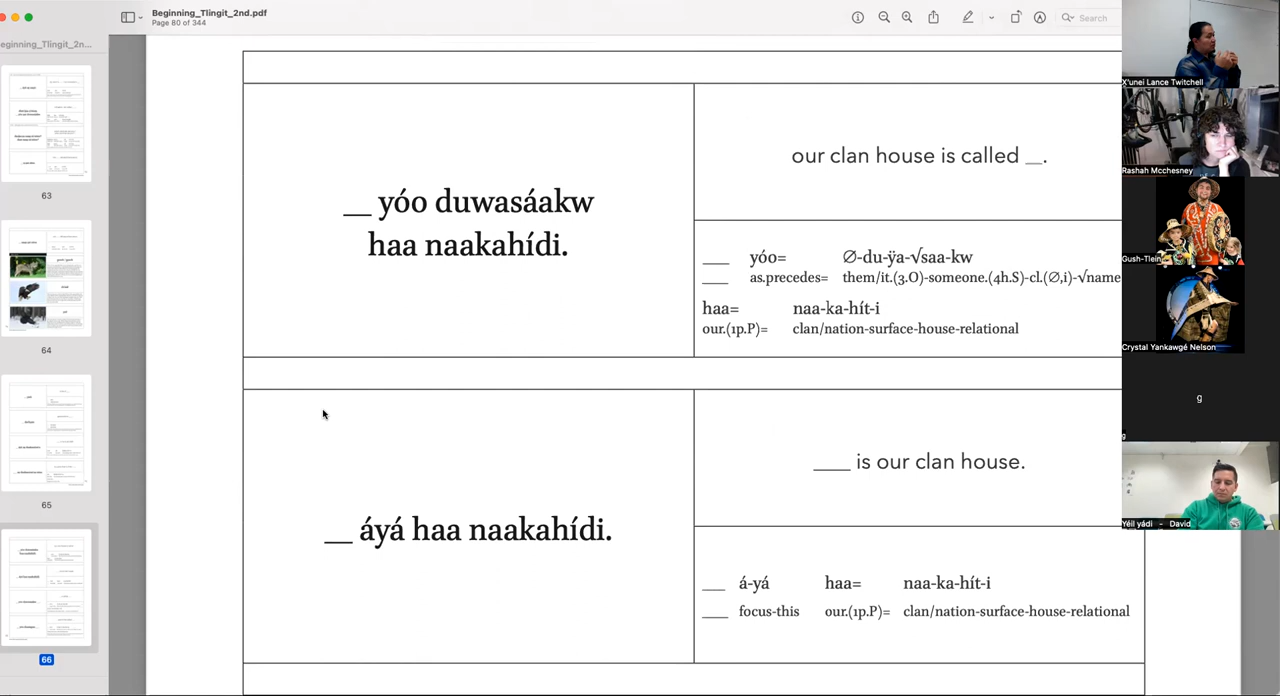 Beginning_Tlingit_2nd.pdf
Page 80 of 344
Search
eginning_Tlingit_2n...
63
64
65
66
__ yóo duwasáakw
haa naakahídi.
our clan house is called __.
___ yóo= ∅-du-ÿa-√saa-kw
___ as.precedes= them/it.(3.O)-someone.(4h.S)-cl.(∅,i)-√name
haa= naa-ka-hít-i
our.(1p.P)= clan/nation-surface-house-relational
__ áyá haa naakahídi.
___ is our clan house.
___ á-yá haa= naa-ka-hít-i
___ focus-this our.(1p.P)= clan/nation-surface-house-relational
X'unei Lance Twitchell
Rashah Mcchesney
Gush-Tlein
Crystal Yankawgé Nelson
g
g
Yéil yádi - David